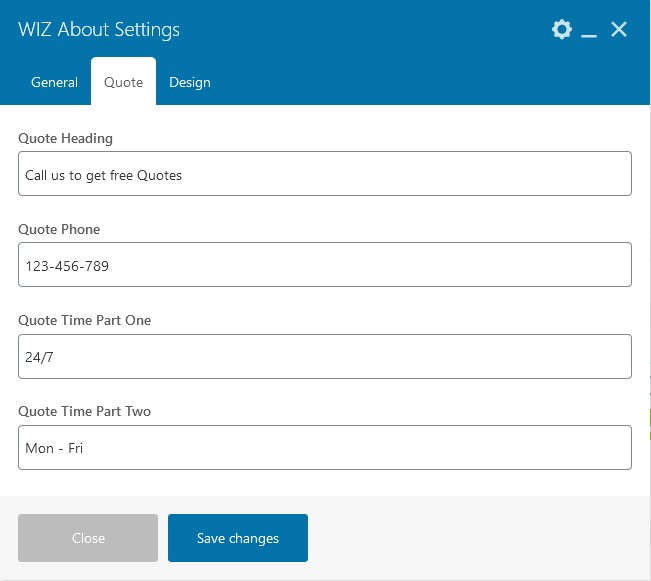 WIZ About Settings
General Quote Design
Quote Heading
Call us to get free Quotes
Quote Phone
123-456-789
Quote Time Part One
24/7
Quote Time Part Two
Mon - Fri
Close Save changes